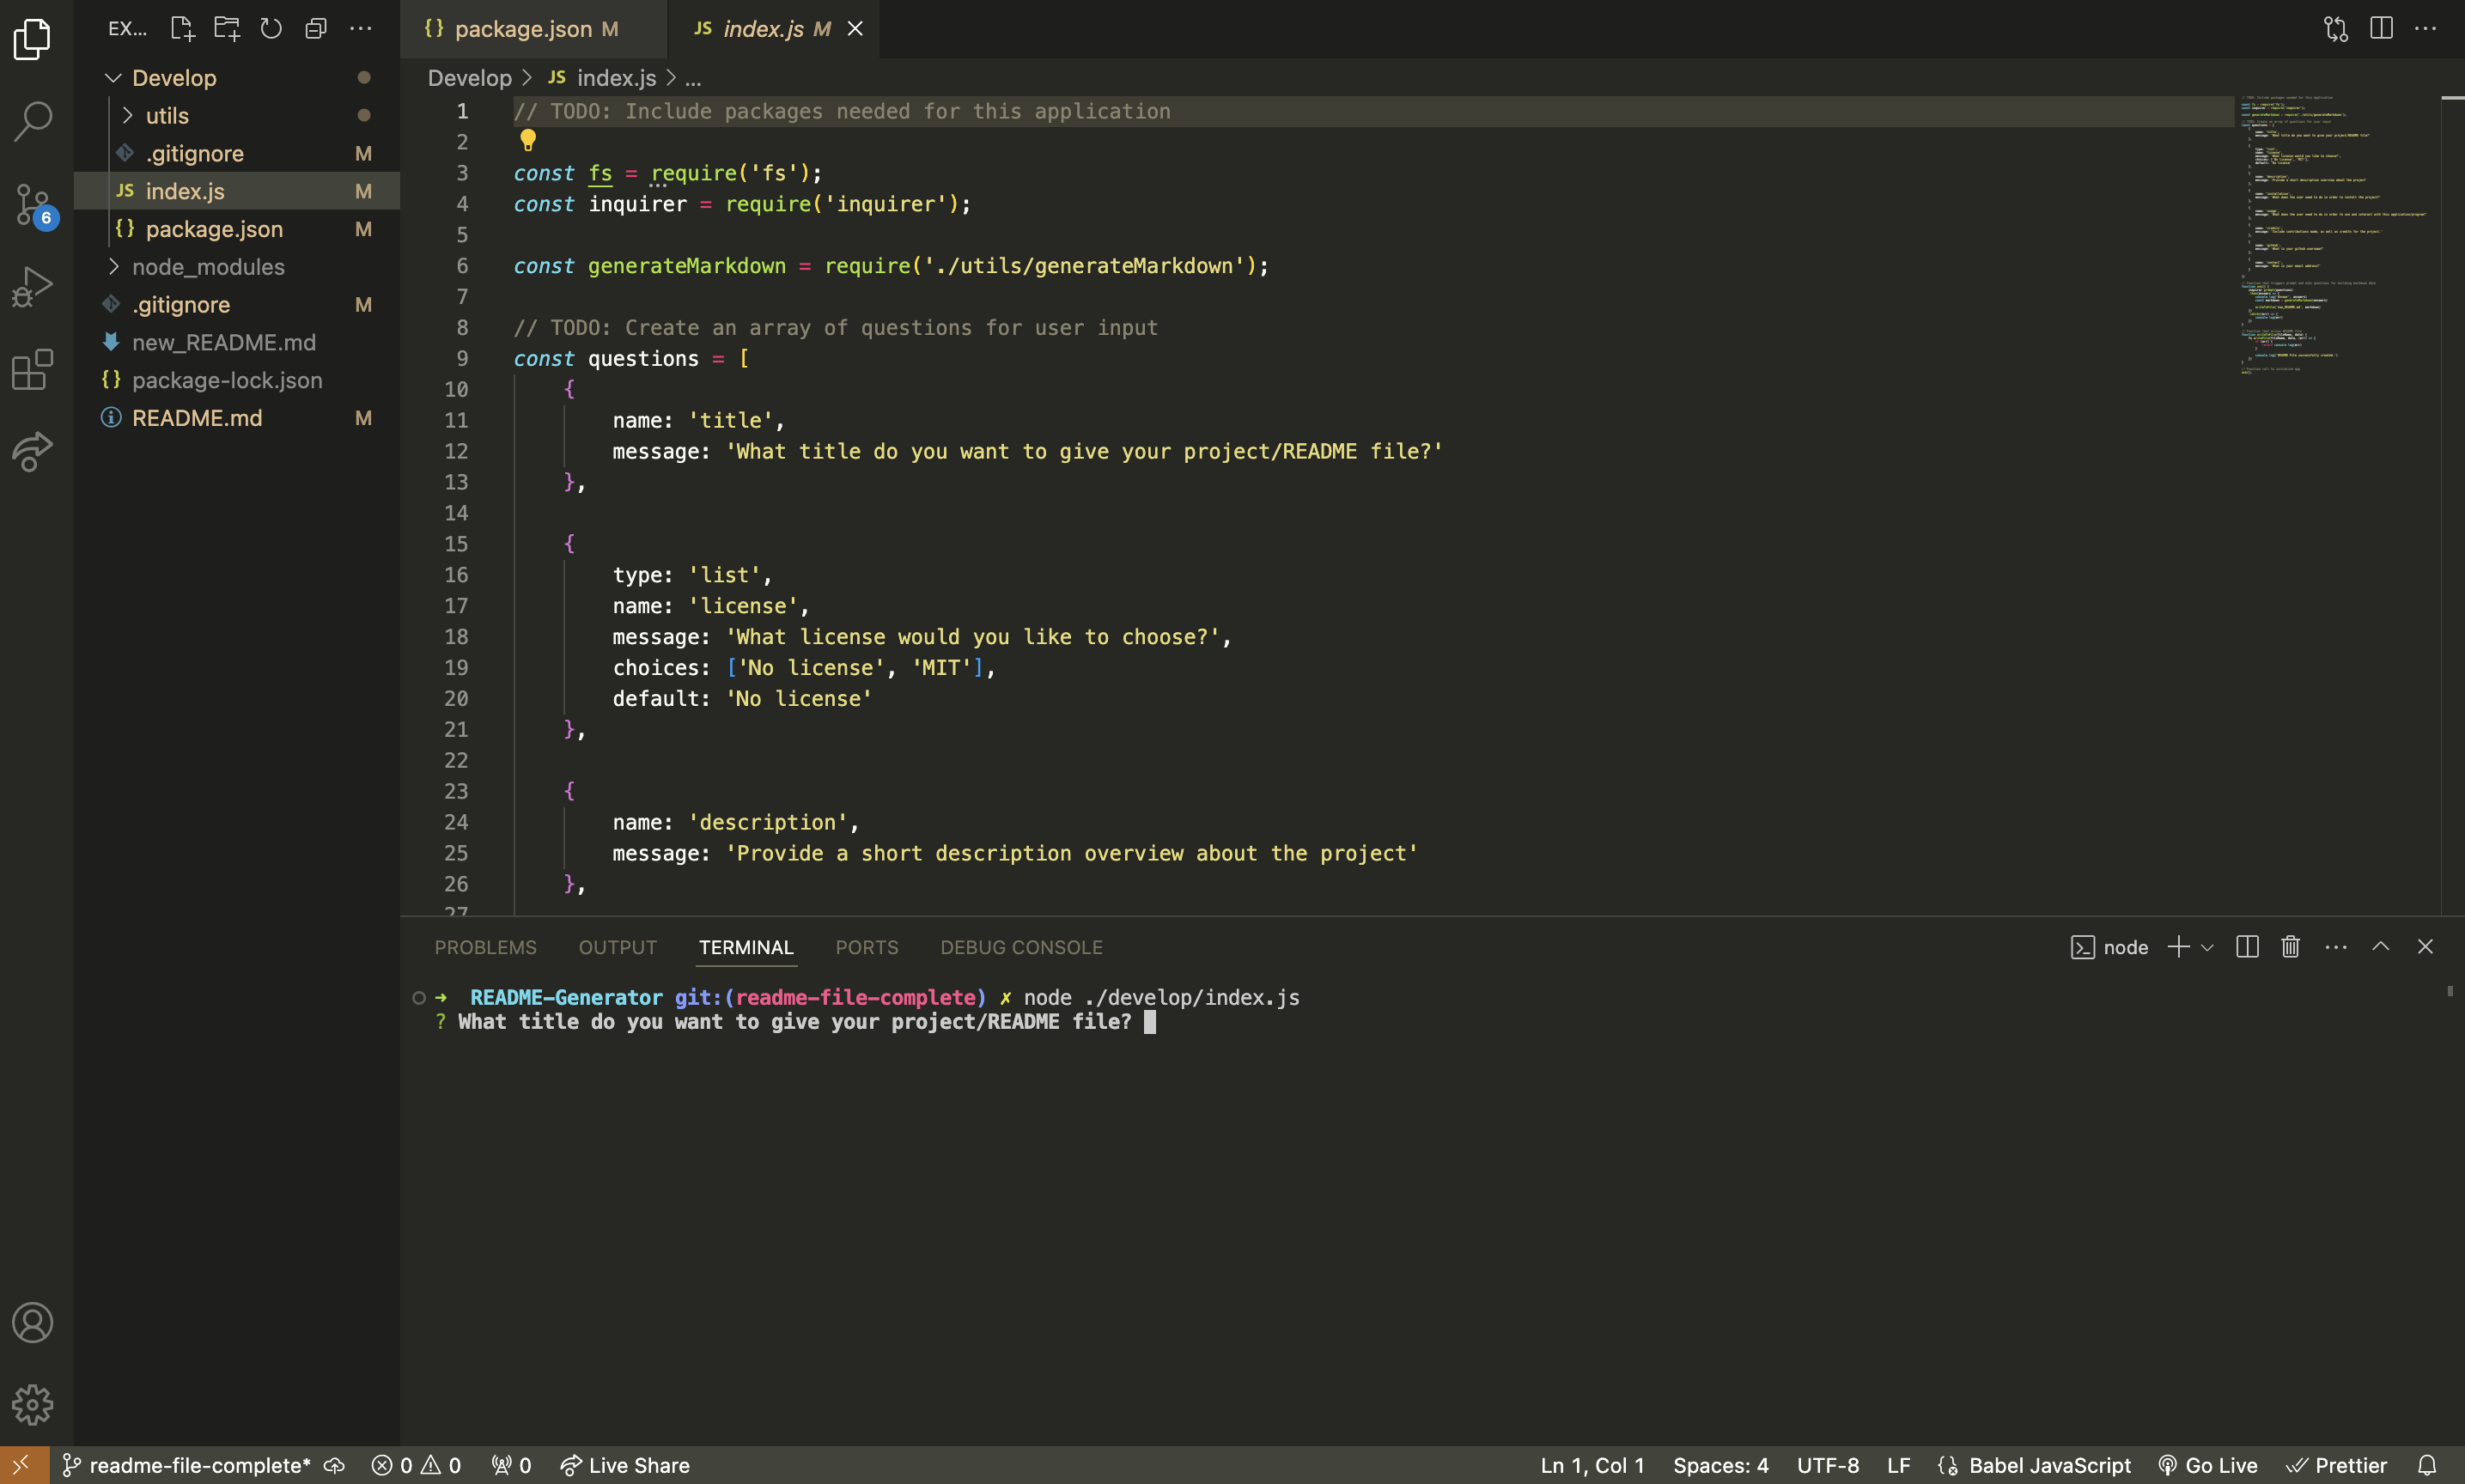 EX...
Develop
utils
.gitignore M
JS index.js M
{} package.json M
node_modules
.gitignore M
new_README.md
{} package-lock.json
README.md M
6
{} package.json M
JS index.js M
Develop > JS index.js > ...
1 // TODO: Include packages needed for this application
2
3 const fs = require('fs');
4 const inquirer = require('inquirer');
5
6 const generateMarkdown = require('./utils/generateMarkdown');
7
8 // TODO: Create an array of questions for user input
9 const questions = [
10 {
11 name: 'title',
12 message: 'What title do you want to give your project/README file?'
13 },
14
15 {
16 type: 'list',
17 name: 'license',
18 message: 'What license would you like to choose?',
19 choices: ['No license', 'MIT'],
20 default: 'No license'
21 },
22
23 {
24 name: 'description',
25 message: 'Provide a short description overview about the project'
26 },
27
PROBLEMS OUTPUT TERMINAL PORTS DEBUG CONSOLE
node
➜ README-Generator git:(readme-file-complete) ✗ node ./develop/index.js
? What title do you want to give your project/README file?
readme-file-complete* 0 0 0 Live Share
Ln 1, Col 1 Spaces: 4 UTF-8 LF Babel JavaScript Go Live Prettier